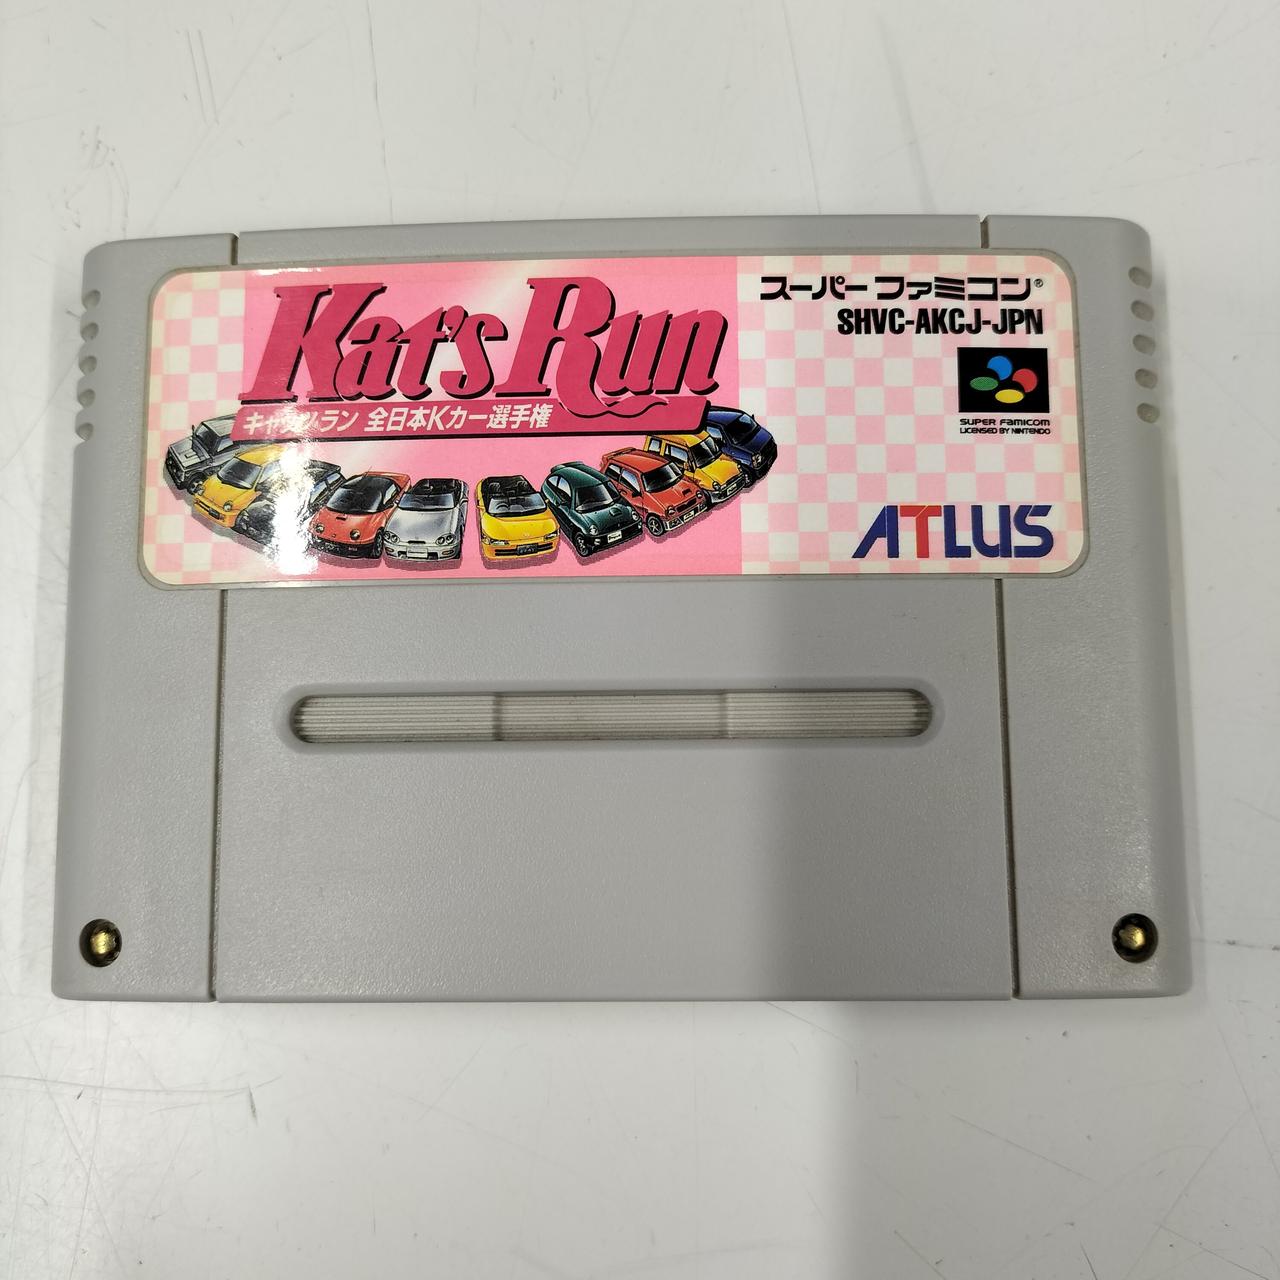 Kat's Run
キャッツ・ラン 全日本Kカー選手権
スーパーファミコン®
SHVC-AKCJ-JPN
SUPER FAMICOM
LICENSED BY NINTENDO
ATLUS